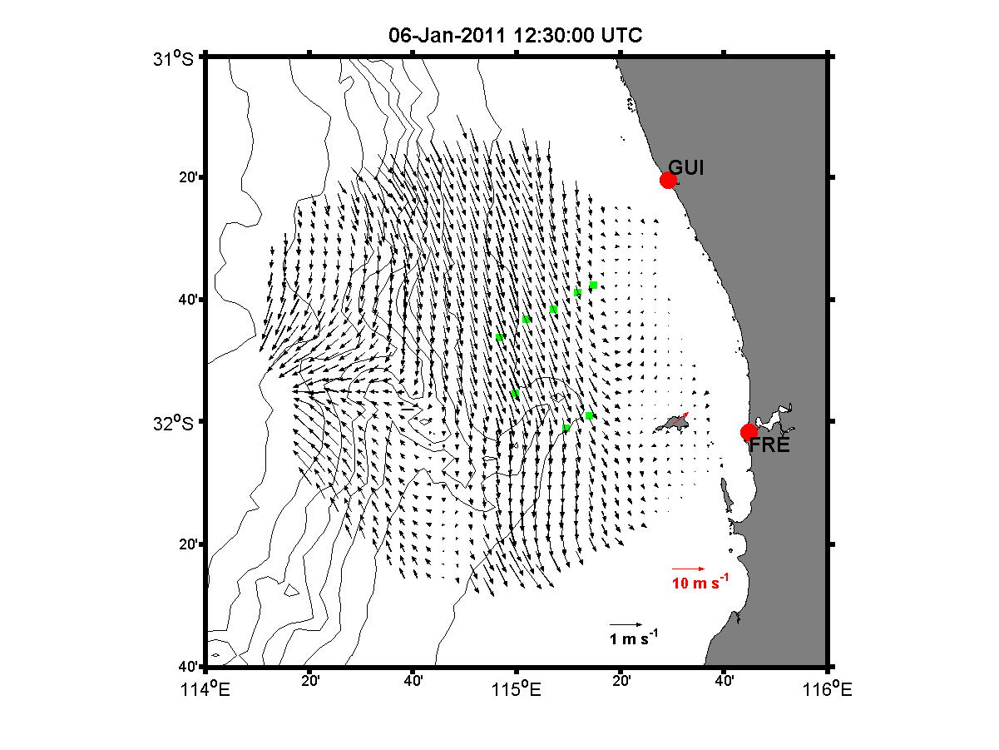 06-Jan-2011 12:30:00 UTC
31°S
GUI
20'
40'
32°S
FRE
20'
10 m s⁻¹
1 m s⁻¹
40'
114°E
20'
40'
115°E
20'
40'
116°E